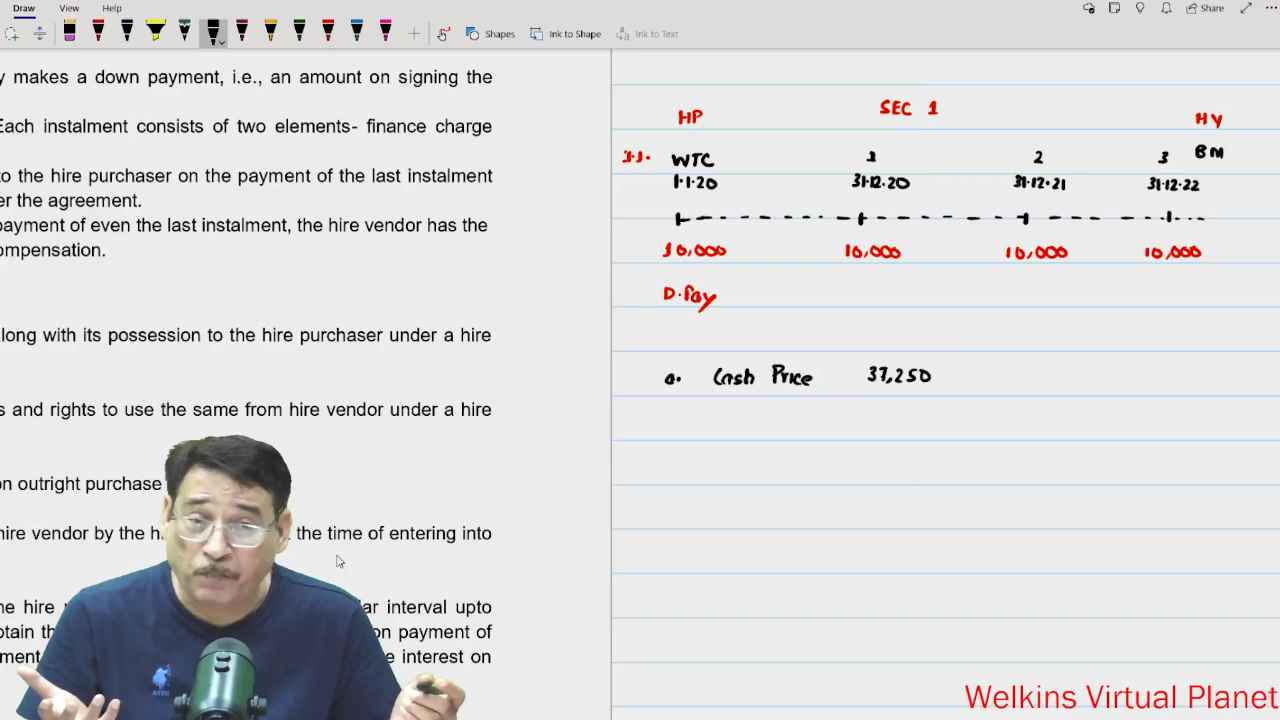 Draw View Help
Share
Shapes Ink to Shape Ink to Text
y makes a down payment, i.e., an amount on signing the
Each instalment consists of two elements- finance charge
to the hire purchaser on the payment of the last instalment
er the agreement.
payment of even the last instalment, the hire vendor has the
ompensation.
along with its possession to the hire purchaser under a hire
s and rights to use the same from hire vendor under a hire
on outright purchase
hire vendor by the h the time of entering into
he hire ar interval upto
otain th on payment of
ment e interest on
HP SEC 1 HV
WTC 1 2 3 BM
1.1.20 31.12.20 31.12.21 31.12.22
10,000 10,000 10,000 10,000
D.Pay
a. Cash Price 37,250
Welkins Virtual Planet